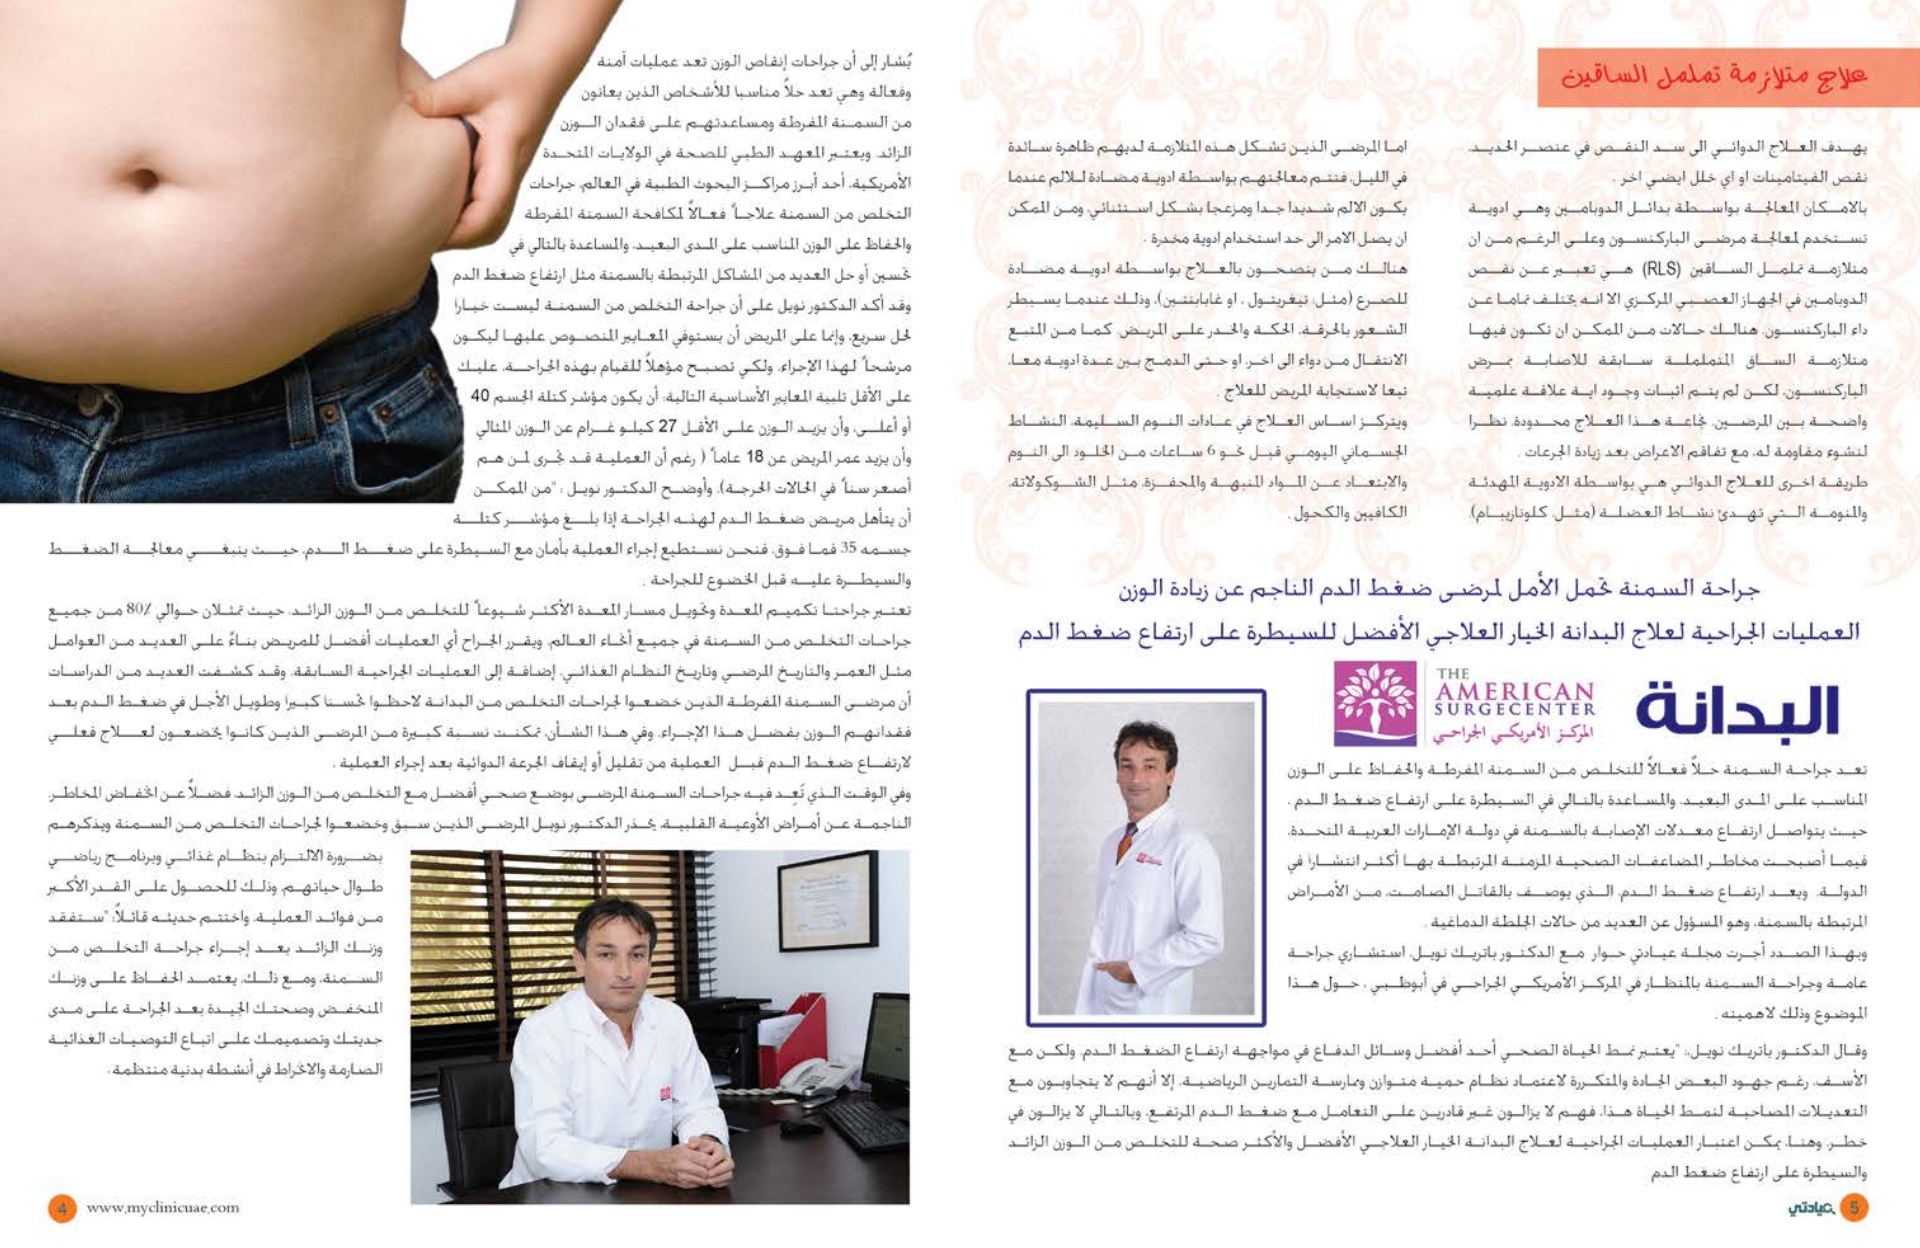 علاج متلازمة تململ الساقين
يهدف العلاج الدوائي الى سد النقص في عنصر الحديد،
نقص الفيتامينات او اي خلل ايضي اخر .
بالامكان المعالجة بواسطة بدائل الدوبامين وهي ادوية
تستخدم لمعالجة مرضى الباركنسون وعلى الرغم من ان
متلازمة تململ الساقين (RLS) هي تعبير عن نقص
الدوبامين في الجهاز العصبي المركزي الا انه يختلف تماما عن
داء الباركنسون. هنالك حالات من الممكن ان تكون فيها
متلازمة الساق المتململة سابقة للاصابة بمرض
الباركنسون، لكن لم يتم اثبات وجود اية علاقة علمية
واضحة بين المرضين. نجاعة هذا العلاج محدودة، نظرا
لنشوء مقاومة له، مع تفاقم الاعراض بعد زيادة الجرعات .
طريقة اخرى للعلاج الدوائي هي بواسطة الادوية المهدئة
والمنومة التي تهدئ نشاط العضلة (مثل، كلونازيبام).
اما المرضى الذين تشكل هذه المتلازمة لديهم ظاهرة سائدة
في الليل، فتتم معالجتهم بواسطة ادوية مضادة للالم عندما
يكون الالم شديدا جدا ومزعجا بشكل استثنائي، ومن الممكن
ان يصل الامر الى حد استخدام ادوية مخدرة .
هنالك من ينصحون بالعلاج بواسطة ادوية مضادة
للصرع (مثل: تيغريتول ، او غابابنتين)، وذلك عندما يسيطر
الشعور بالحرقة، الحكة والخدر على المريض. كما من المتبع
الانتقال من دواء الى اخر، او حتى الدمج بين عدة ادوية معا،
تبعا لاستجابة المريض للعلاج .
ويتركز اساس العلاج في عادات النوم السليمة، النشاط
الجسماني اليومي قبل نحو 6 ساعات من الخلود الى النوم
والابتعاد عن المواد المنبهة والمحفزة، مثل الشوكولاتة،
الكافيين والكحول .
جراحة السمنة تحمل الأمل لمرضى ضغط الدم الناجم عن زيادة الوزن
العمليات الجراحية لعلاج البدانة الخيار العلاجي الأفضل للسيطرة على ارتفاع ضغط الدم
البدانة
THE
AMERICAN
SURGECENTER
المركز الأمريكي الجراحي
تعد جراحة السمنة حلاً فعالاً للتخلص من السمنة المفرطة والحفاظ على الوزن
المناسب على المدى البعيد، والمساعدة بالتالي في السيطرة على ارتفاع ضغط الدم .
حيث يتواصل ارتفاع معدلات الإصابة بالسمنة في دولة الإمارات العربية المتحدة،
فيما أصبحت مخاطر المضاعفات الصحية المزمنة المرتبطة بها أكثر انتشاراً في
الدولة. ويعد ارتفاع ضغط الدم، الذي يوصف بالقاتل الصامت، من الأمراض
المرتبطة بالسمنة، وهو المسؤول عن العديد من حالات الجلطة الدماغية .
وبهذا الصدد أجرت مجلة عيادتي حوار مع الدكتور باتريك نويل، استشاري جراحة
عامة وجراحة السمنة بالمنظار في المركز الأمريكي الجراحي في أبوظبي ، حول هذا
الموضوع وذلك لاهميته .
وقال الدكتور باتريك نويل: "يعتبر نمط الحياة الصحي أحد أفضل وسائل الدفاع في مواجهة ارتفاع الضغط الدم، ولكن مع
الأسف، رغم جهود البعض الجادة والمتكررة لاعتماد نظام حمية متوازن وممارسة التمارين الرياضية، إلا أنهم لا يتجاوبون مع
التعديلات المصاحبة لنمط الحياة هذا، فهم لا يزالون غير قادرين على التعامل مع ضغط الدم المرتفع، وبالتالي لا يزالون في
خطر. وهنا، يمكن اعتبار العمليات الجراحية لعلاج البدانة الخيار العلاجي الأفضل والأكثر صحة للتخلص من الوزن الزائد
والسيطرة على ارتفاع ضغط الدم
عيادتي 5
يُشار إلى أن جراحات إنقاص الوزن تعد عمليات آمنة
وفعالة وهي تعد حلاً مناسبا للأشخاص الذين يعانون
من السمنة المفرطة ومساعدتهم على فقدان الوزن
الزائد. ويعتبر المعهد الطبي للصحة في الولايات المتحدة
الأمريكية، أحد أبرز مراكز البحوث الطبية في العالم، جراحات
التخلص من السمنة علاجاً فعالاً لمكافحة السمنة المفرطة
والحفاظ على الوزن المناسب على المدى البعيد، والمساعدة بالتالي في
تحسين أو حل العديد من المشاكل المرتبطة بالسمنة مثل ارتفاع ضغط الدم
وقد أكد الدكتور نويل على أن جراحة التخلص من السمنة ليست خياراً
لحل سريع، وإنما على المريض أن يستوفي المعايير المنصوص عليها ليكون
مرشحاً لهذا الإجراء. ولكي تصبح مؤهلاً للقيام بهذه الجراحة، عليك
على الأقل تلبية المعايير الأساسية التالية: أن يكون مؤشر كتلة الجسم 40
أو أعلى، وأن يزيد الوزن على الأقل 27 كيلو غرام عن الوزن المثالي
وأن يزيد عمر المريض عن 18 عاماً ( رغم أن العملية قد تجرى لمن هم
أصغر سناً في الحالات الحرجة). وأوضح الدكتور نويل : "من الممكن
أن يتأهل مريض ضغط الدم لهذه الجراحة إذا بلغ مؤشر كتلة
جسمه 35 فما فوق، فنحن نستطيع إجراء العملية بأمان مع السيطرة على ضغط الدم، حيث ينبغي معالجة الضغط
والسيطرة عليه قبل الخضوع للجراحة .
تعتبر جراحتا تكميم المعدة وتحويل مسار المعدة الأكثر شيوعاً للتخلص من الوزن الزائد، حيث تمثلان حوالي 80٪ من جميع
جراحات التخلص من السمنة في جميع أنحاء العالم، ويقرر الجراح أي العمليات أفضل للمريض بناءً على العديد من العوامل
مثل العمر والتاريخ المرضي وتاريخ النظام الغذائي، إضافة إلى العمليات الجراحية السابقة. وقد كشفت العديد من الدراسات
أن مرضى السمنة المفرطة الذين خضعوا لجراحات التخلص من البدانة لاحظوا تحسنا كبيرا وطويل الأجل في ضغط الدم بعد
فقدانهم الوزن بفضل هذا الإجراء. وفي هذا الشأن، تمكنت نسبة كبيرة من المرضى الذين كانوا يخضعون لعلاج فعلي
لارتفاع ضغط الدم قبل العملية من تقليل أو إيقاف الجرعة الدوائية بعد إجراء العملية .
وفي الوقت الذي تَعِد فيه جراحات السمنة المرضى بوضع صحي أفضل مع التخلص من الوزن الزائد، فضلاً عن انخفاض المخاطر،
الناجمة عن أمراض الأوعية القلبية، يحذر الدكتور نويل المرضى الذين سبق وخضعوا لجراحات التخلص من السمنة ويذكرهم
بضرورة الالتزام بنظام غذائي وبرنامج رياضي
طوال حياتهم، وذلك للحصول على القدر الأكبر
من فوائد العملية. واختتم حديثه قائلاً: "ستفقد
وزنك الزائد بعد إجراء جراحة التخلص من
السمنة، ومع ذلك، يعتمد الحفاظ على وزنك
المنخفض وصحتك الجيدة بعد الجراحة على مدى
جديتك وتصميمك على اتباع التوصيات الغذائية
الصارمة والانخراط في أنشطة بدنية منتظمة .
4 www.myclinicuae.com